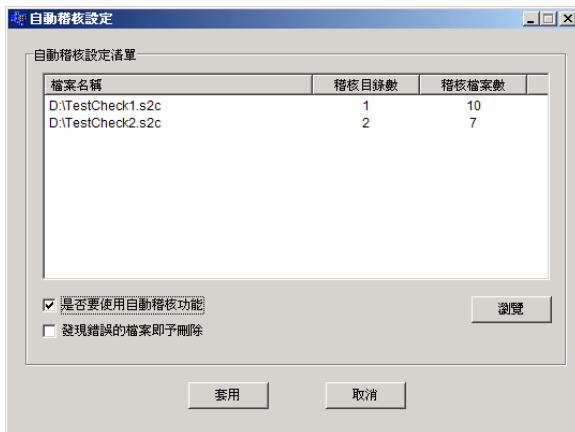 自動稽核設定
自動稽核設定清單
檔案名稱 稽核目錄數 稽核檔案數
D:\TestCheck1.s2c 1 10
D:\TestCheck2.s2c 2 7
是否要使用自動稽核功能
瀏覽
發現錯誤的檔案即予刪除
套用 取消